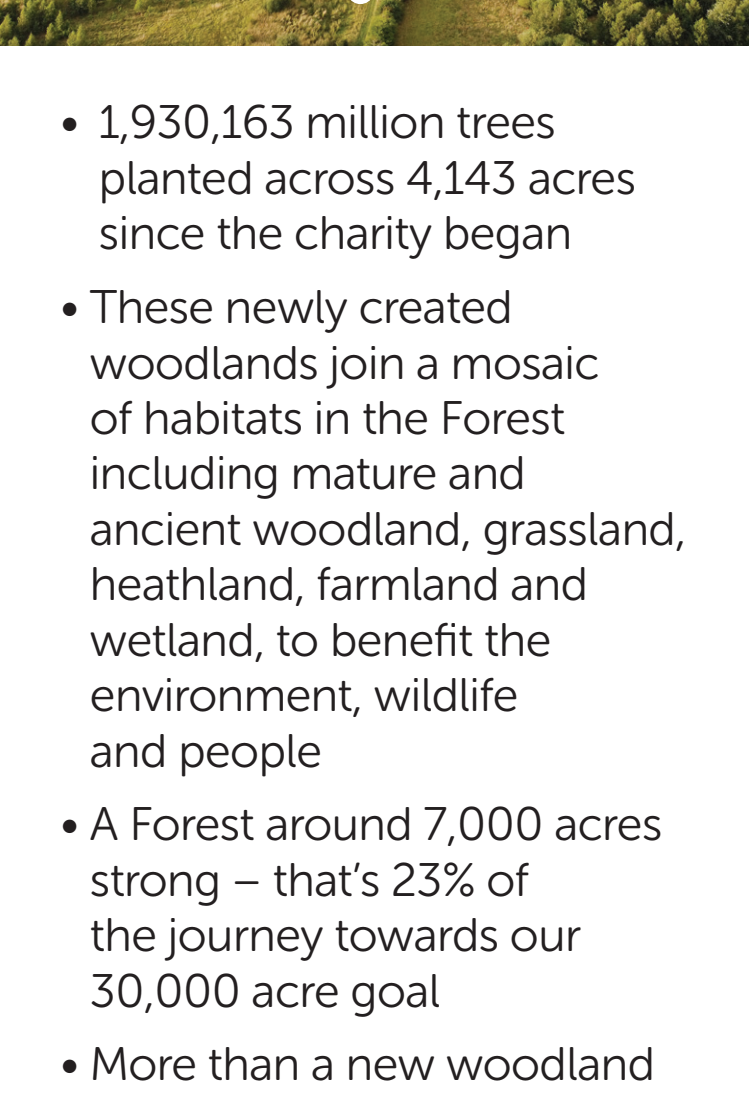 • 1,930,163 million trees
planted across 4,143 acres
since the charity began
• These newly created
woodlands join a mosaic
of habitats in the Forest
including mature and
ancient woodland, grassland,
heathland, farmland and
wetland, to benefit the
environment, wildlife
and people
• A Forest around 7,000 acres
strong – that's 23% of
the journey towards our
30,000 acre goal
• More than a new woodland